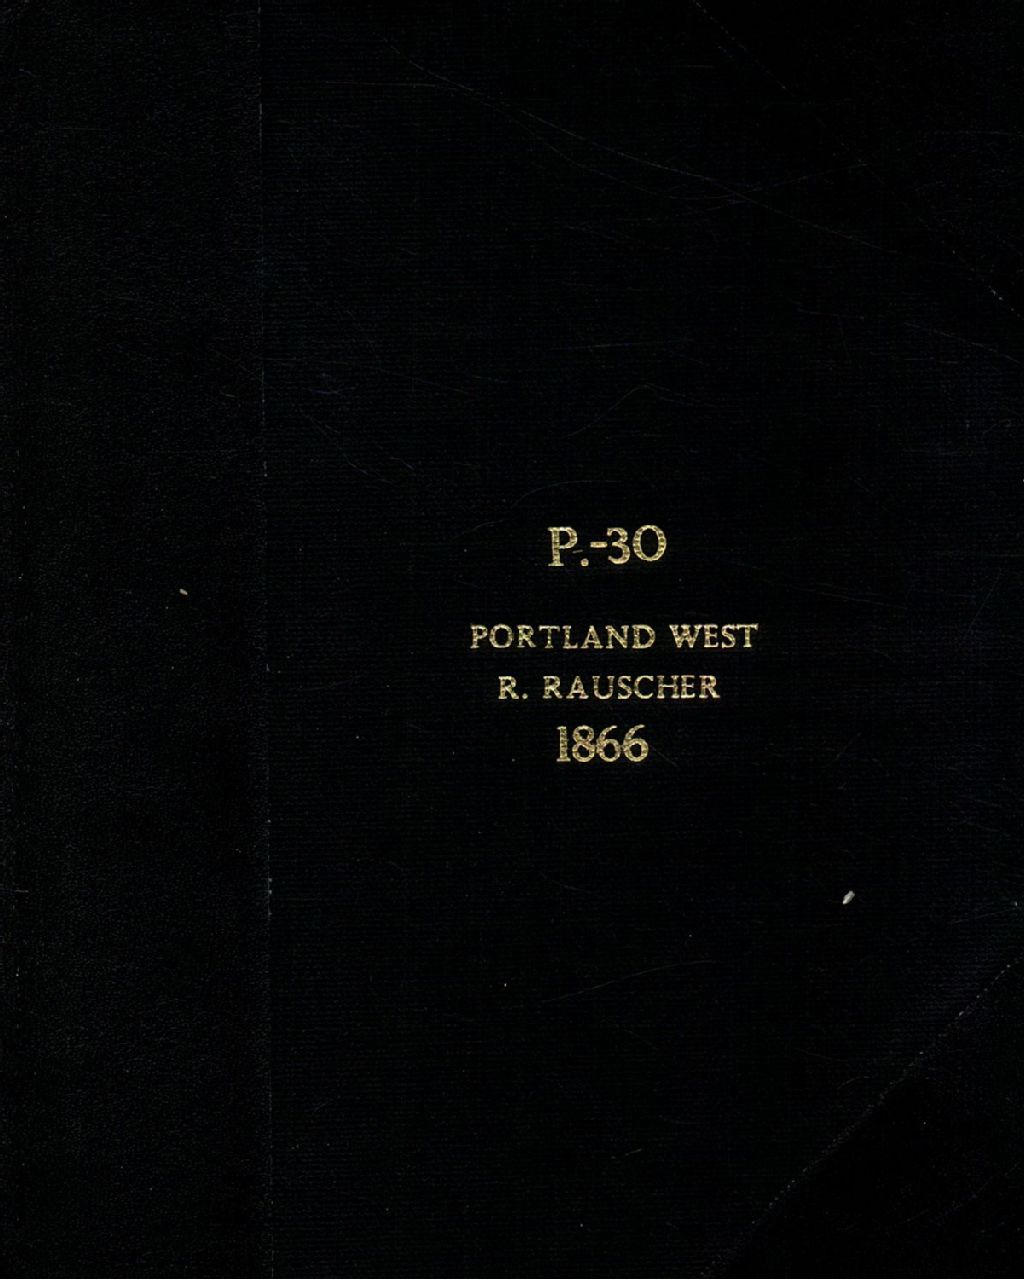 P.-30
PORTLAND WEST
R. RAUSCHER
1866